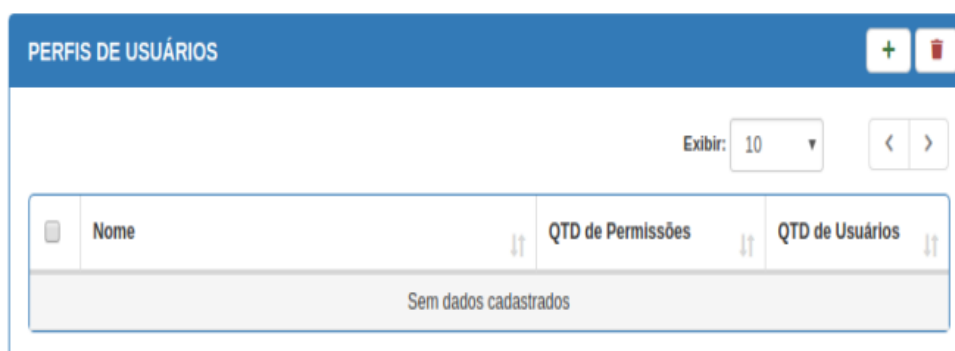 PERFIS DE USUÁRIOS
+
Exibir: 10
Nome QTD de Permissões QTD de Usuários
Sem dados cadastrados